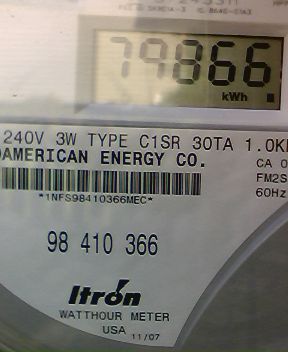 79866
kWh
240V 3W TYPE C1SR 30TA 1.0K
AMERICAN ENERGY CO.
CA 0
FM2S
60Hz
*1NFS98410366MEC*
98 410 366
Itron
WATTHOUR METER
USA 11/07